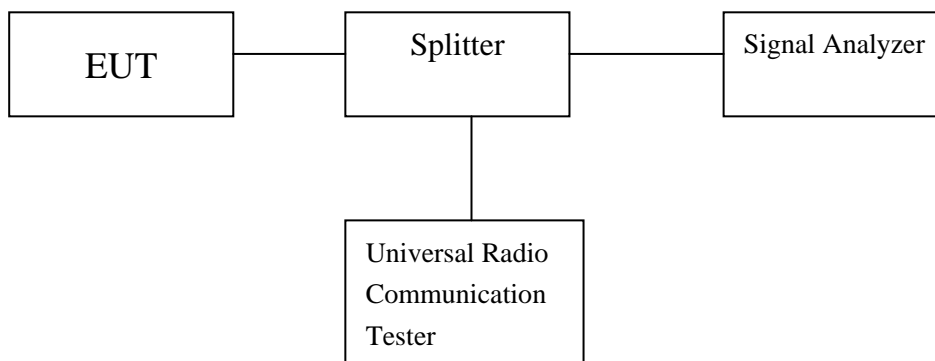 EUT
Splitter
Signal Analyzer
Universal Radio
Communication
Tester